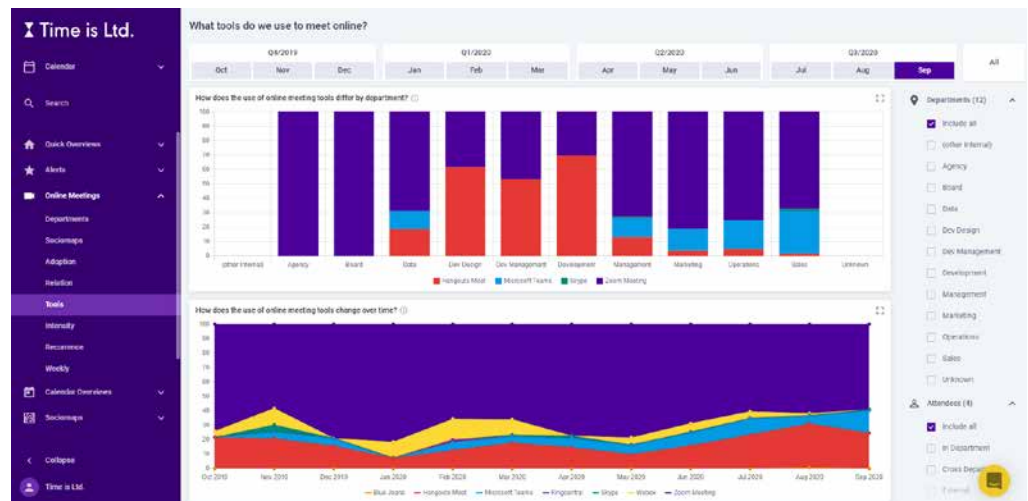 Time is Ltd.
Calendar
Search
Quick Overviews
Alerts
Online Meetings
Departments
Sociomaps
Adoption
Relation
Tools
Intensity
Recurrence
Weekly
Calendar Overviews
Sociomaps
Collapse
Time is Ltd.
What tools do we use to meet online?
Q4/2019 Q1/2020 Q2/2020 Q3/2020
Oct Nov Dec Jan Feb Mar Apr May Jun Jul Aug Sep All
How does the use of online meeting tools differ by department?
100
90
80
70
60
50
40
30
20
10
0
(other internal) Agency Board Data Dev Design Dev Management Development Management Marketing Operations Sales Unknown
Hangouts Meet Microsoft Teams Skype Zoom Meeting
How does the use of online meeting tools change over time?
100
90
80
70
60
50
40
30
20
10
0
Oct 2019 Nov 2019 Dec 2019 Jan 2020 Feb 2020 Mar 2020 Apr 2020 May 2020 Jun 2020 Jul 2020 Aug 2020 Sep 2020
Blue Jeans Hangouts Meet Microsoft Teams Ringcentral Skype Webex Zoom Meeting
Departments (12)
Include all
(other internal)
Agency
Board
Data
Dev Design
Dev Management
Development
Management
Marketing
Operations
Sales
Unknown
Attendees (4)
Include all
In Department
Cross Depar